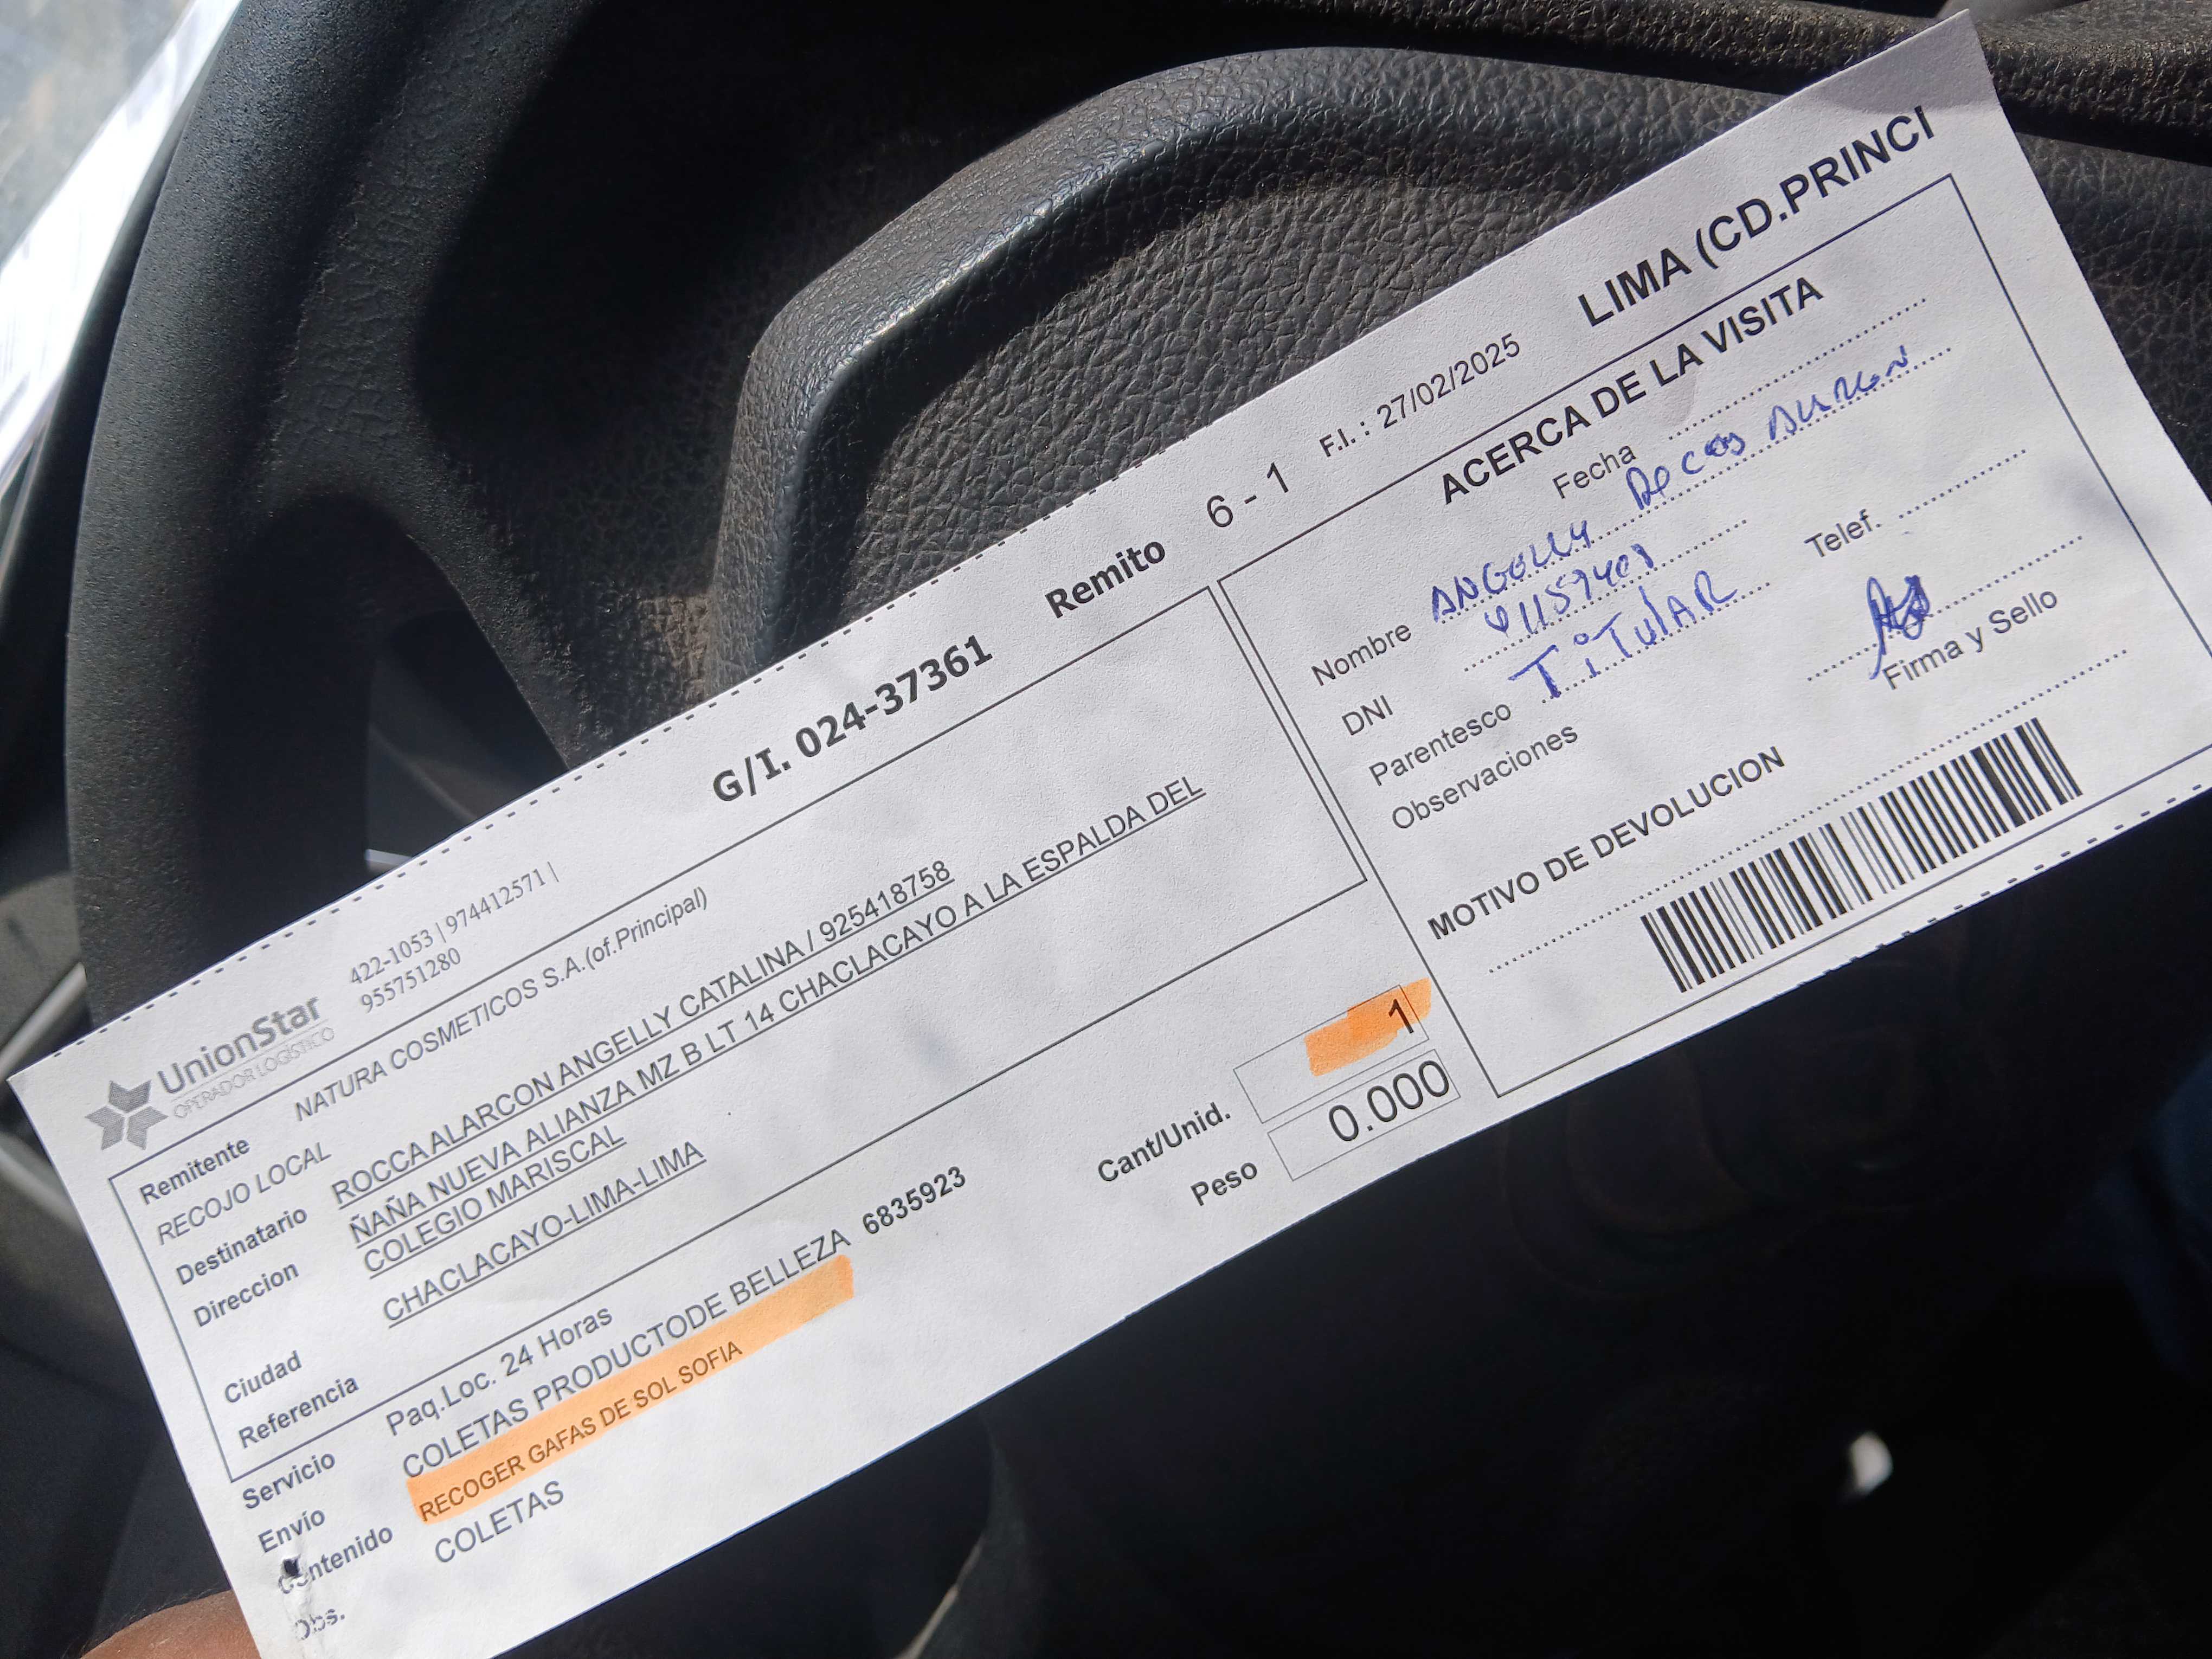 UnionStar
OPERADOR LOGÍSTICO
422-1053 | 974412571 |
955751280
G/I. 024-37361
Remito 6 - 1
F.I. : 27/02/2025
LIMA (CD.PRINCI
Remitente NATURA COSMETICOS S.A.(of.Principal)
RECOJO LOCAL
Destinatario ROCCA ALARCON ANGELLY CATALINA / 925418758
Direccion ÑAÑA NUEVA ALIANZA MZ B LT 14 CHACLACAYO A LA ESPALDA DEL
COLEGIO MARISCAL
Ciudad CHACLACAYO-LIMA-LIMA
Referencia
Servicio Paq.Loc. 24 Horas
Envio COLETAS PRODUCTODE BELLEZA 6835923
Contenido RECOGER GAFAS DE SOL SOFIA
Obs. COLETAS
Cant/Unid. 1
Peso 0.000
ACERCA DE LA VISITA
Fecha
Nombre
DNI 41159408
Parentesco TiTulAR
Telef.
Observaciones
Firma y Sello
MOTIVO DE DEVOLUCION